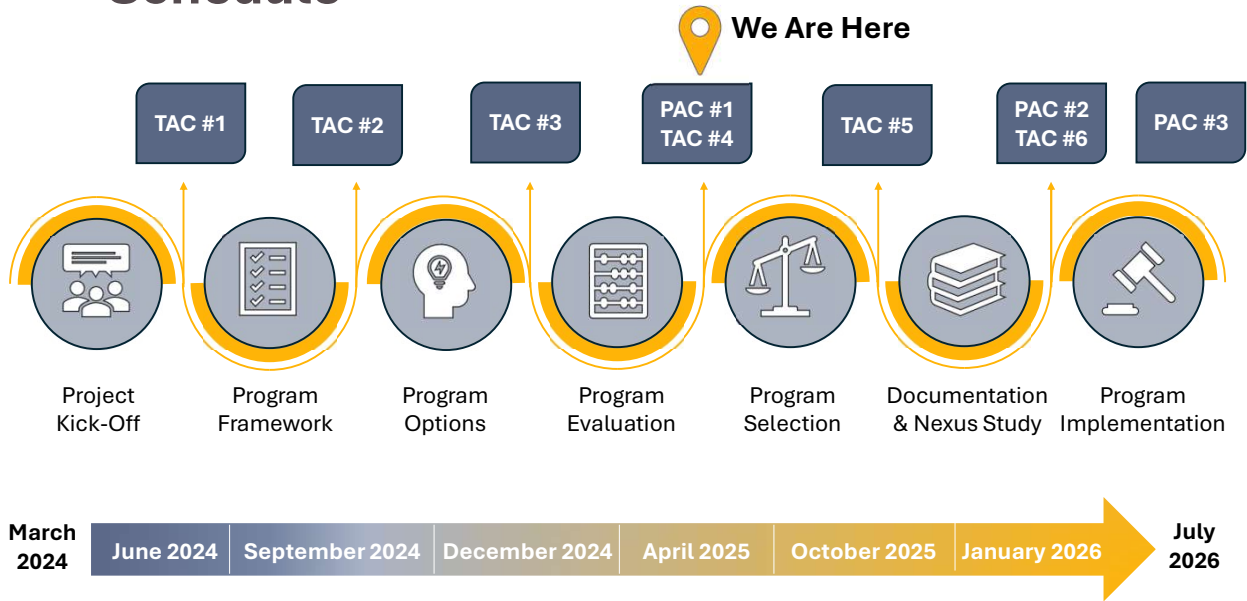 Schedule
We Are Here
TAC #1
TAC #2
TAC #3
PAC #1
TAC #4
TAC #5
PAC #2
TAC #6
PAC #3
Project
Kick-Off
Program
Framework
Program
Options
Program
Evaluation
Program
Selection
Documentation
& Nexus Study
Program
Implementation
March
2024
June 2024
September 2024
December 2024
April 2025
October 2025
January 2026
July
2026